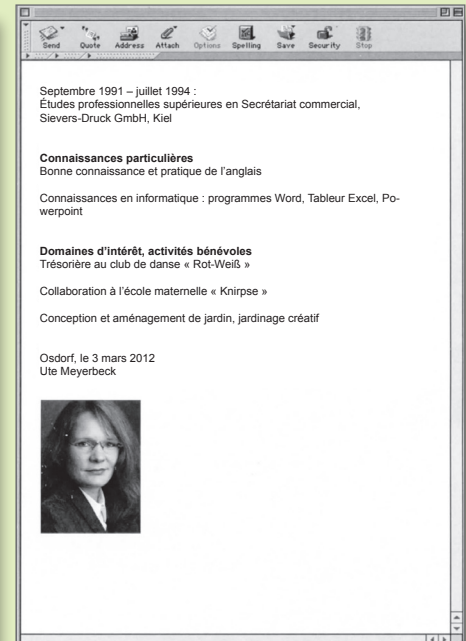 Send Quote Address Attach Options Spelling Save Security Stop
Septembre 1991 – juillet 1994 :
Études professionnelles supérieures en Secrétariat commercial,
Sievers-Druck GmbH, Kiel
Connaissances particulières
Bonne connaissance et pratique de l’anglais
Connaissances en informatique : programmes Word, Tableur Excel, Po-
werpoint
Domaines d’intérêt, activités bénévoles
Trésorière au club de danse « Rot-Weiß »
Collaboration à l’école maternelle « Knirpse »
Conception et aménagement de jardin, jardinage créatif
Osdorf, le 3 mars 2012
Ute Meyerbeck